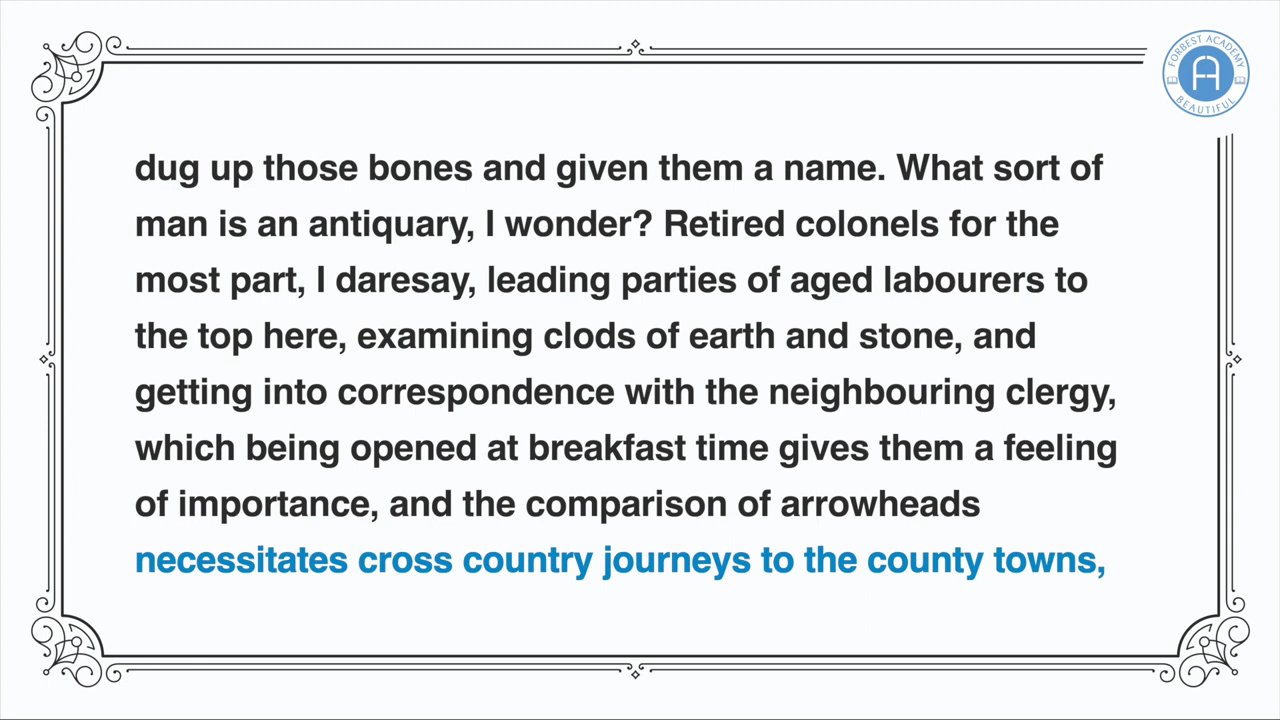 FORBEST ACADEMY
A
BEAUTIFUL
dug up those bones and given them a name. What sort of
man is an antiquary, I wonder? Retired colonels for the
most part, I daresay, leading parties of aged labourers to
the top here, examining clods of earth and stone, and
getting into correspondence with the neighbouring clergy,
which being opened at breakfast time gives them a feeling
of importance, and the comparison of arrowheads
necessitates cross country journeys to the county towns,